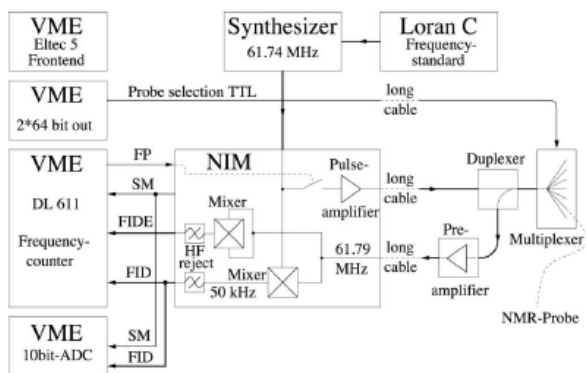 VME
Eltec 5
Frontend
Synthesizer
61.74 MHz
Loran C
Frequency-
standard
VME
2*64 bit out
Probe selection TTL
long
cable
VME
DL 611
Frequency-
counter
FP
SM
FIDE
FID
NIM
Pulse-
amplifier
Mixer
HF
reject
Mixer
50 kHz
61.79
MHz
long
cable
long
cable
Duplexer
Pre-
amplifier
Multiplexer
NMR-Probe
VME
10bit-ADC
SM
FID